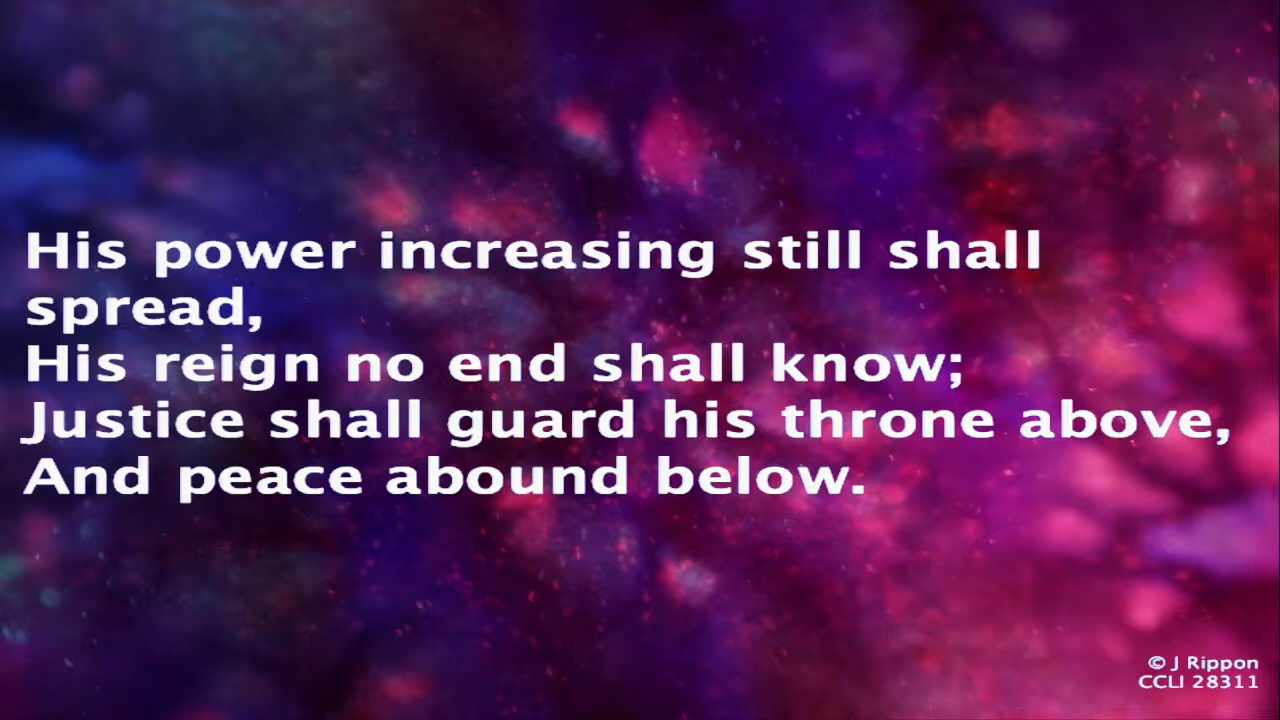 His power increasing still shall
spread,
His reign no end shall know;
Justice shall guard his throne above,
And peace abound below.
© J Rippon
CCLI 28311